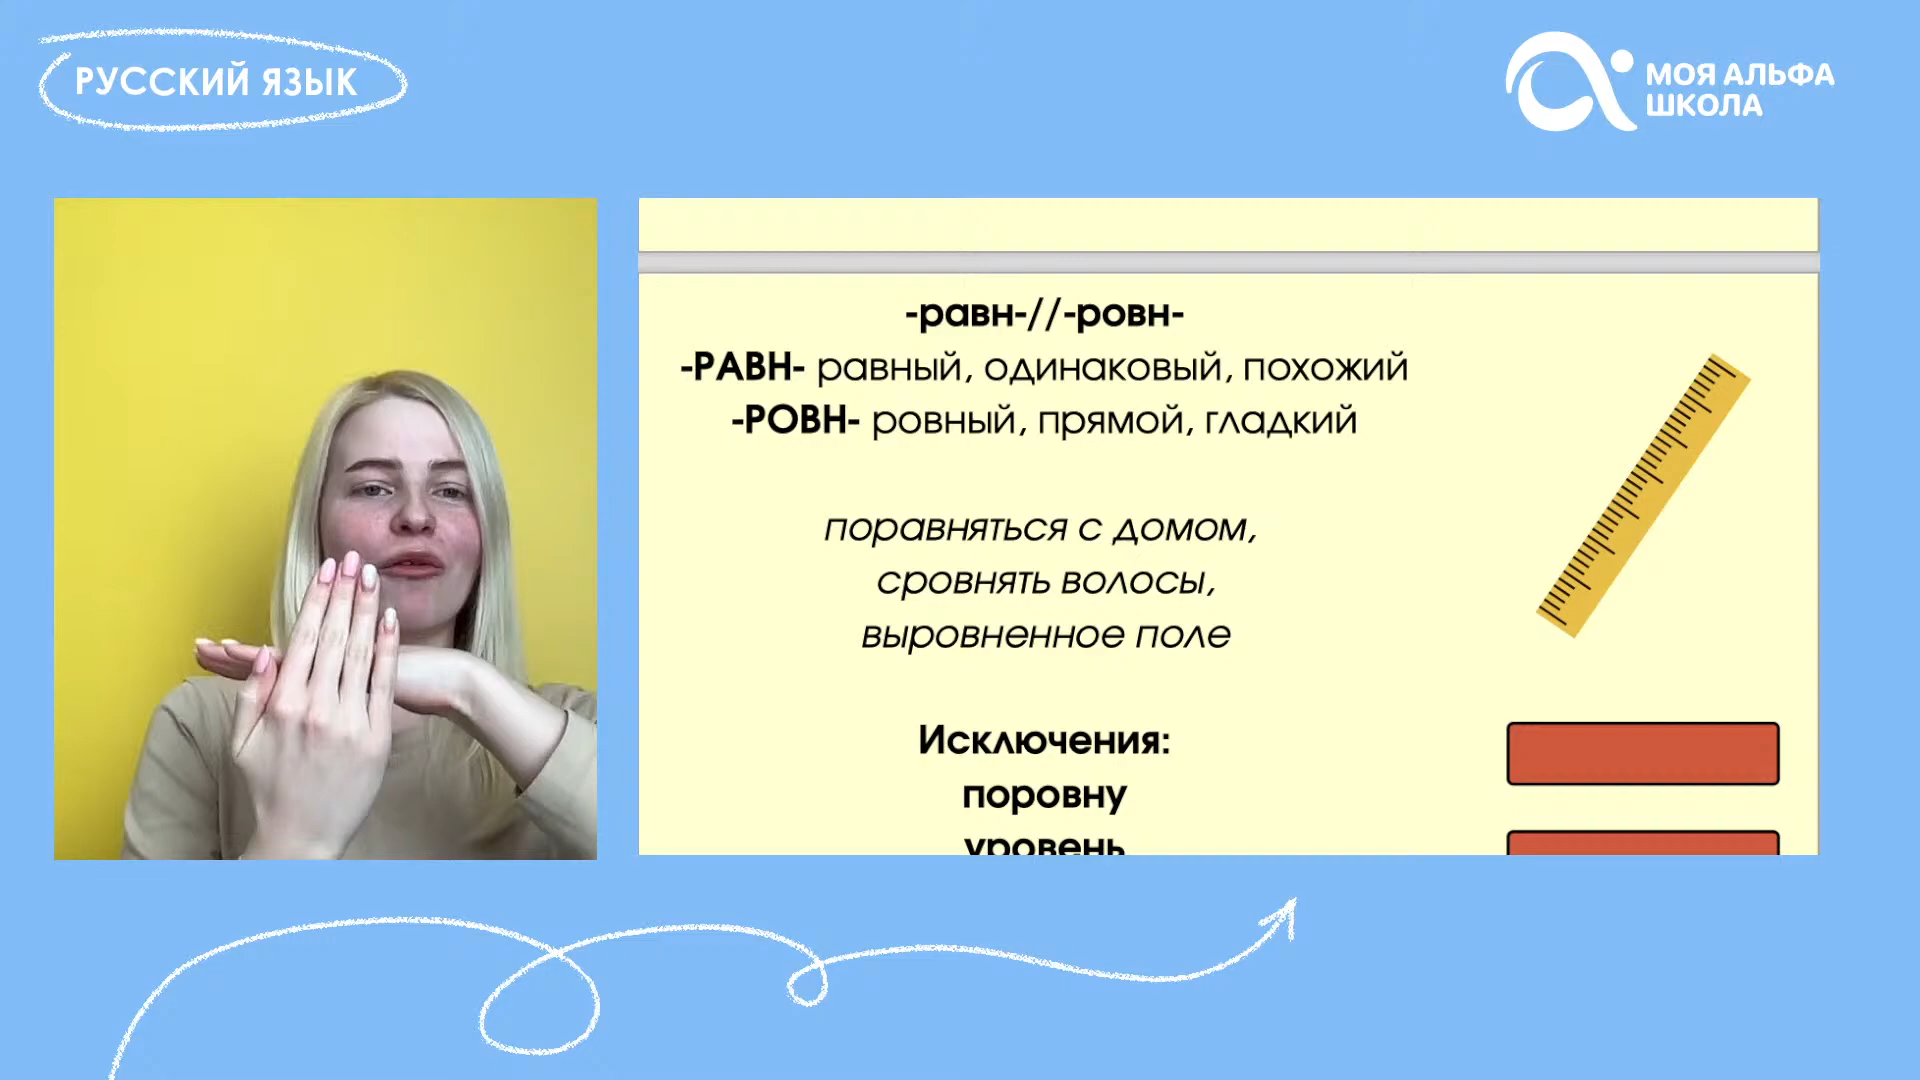 РУССКИЙ ЯЗЫК
МОЯ АЛЬФА
ШКОЛА
-равн-//-ровн-
-РАВН- равный, одинаковый, похожий
-РОВН- ровный, прямой, гладкий
поравняться с домом,
сровнять волосы,
выровненное поле
Исключения:
поровну
уровень